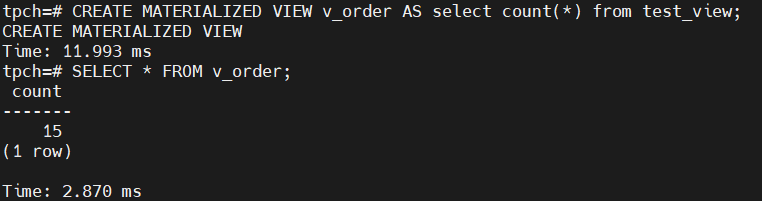 tpch=# CREATE MATERIALIZED VIEW v_order AS select count(*) from test_view;
CREATE MATERIALIZED VIEW
Time: 11.993 ms
tpch=# SELECT * FROM v_order;
 count
-------
    15
(1 row)

Time: 2.870 ms